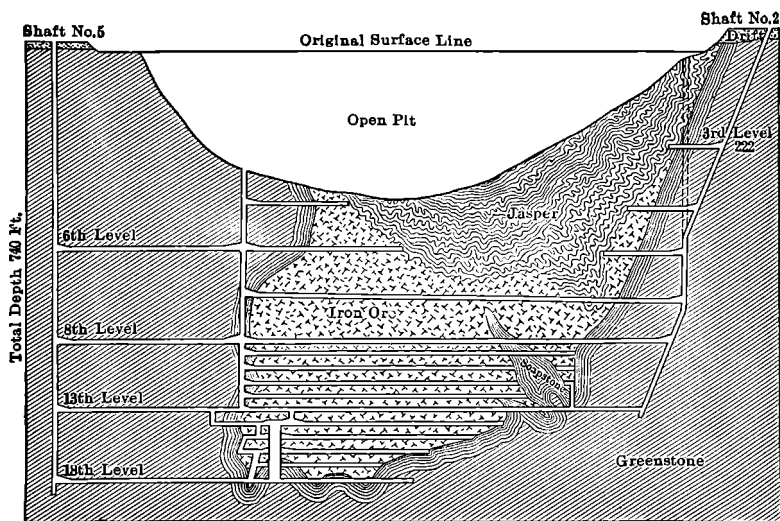 Shaft No.5
Shaft No.2
Original Surface Line
Drift
Open Pit
3rd Level
222
Jasper
6th Level
Total Depth 740 Ft.
Iron Or
8th Level
Soapstone
13th Level
Greenstone
18th Level